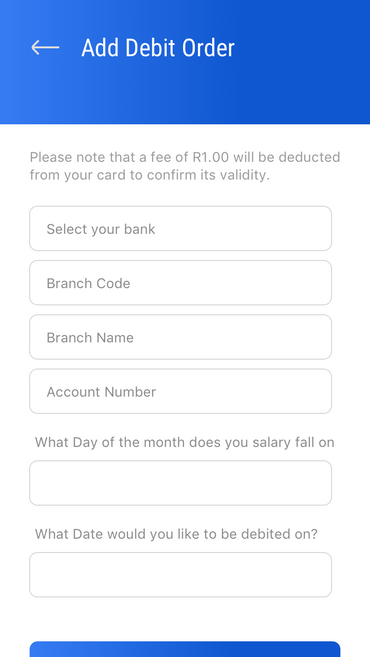 Add Debit Order
Please note that a fee of R1.00 will be deducted
from your card to confirm its validity.
Select your bank
Branch Code
Branch Name
Account Number
What Day of the month does you salary fall on
What Date would you like to be debited on?